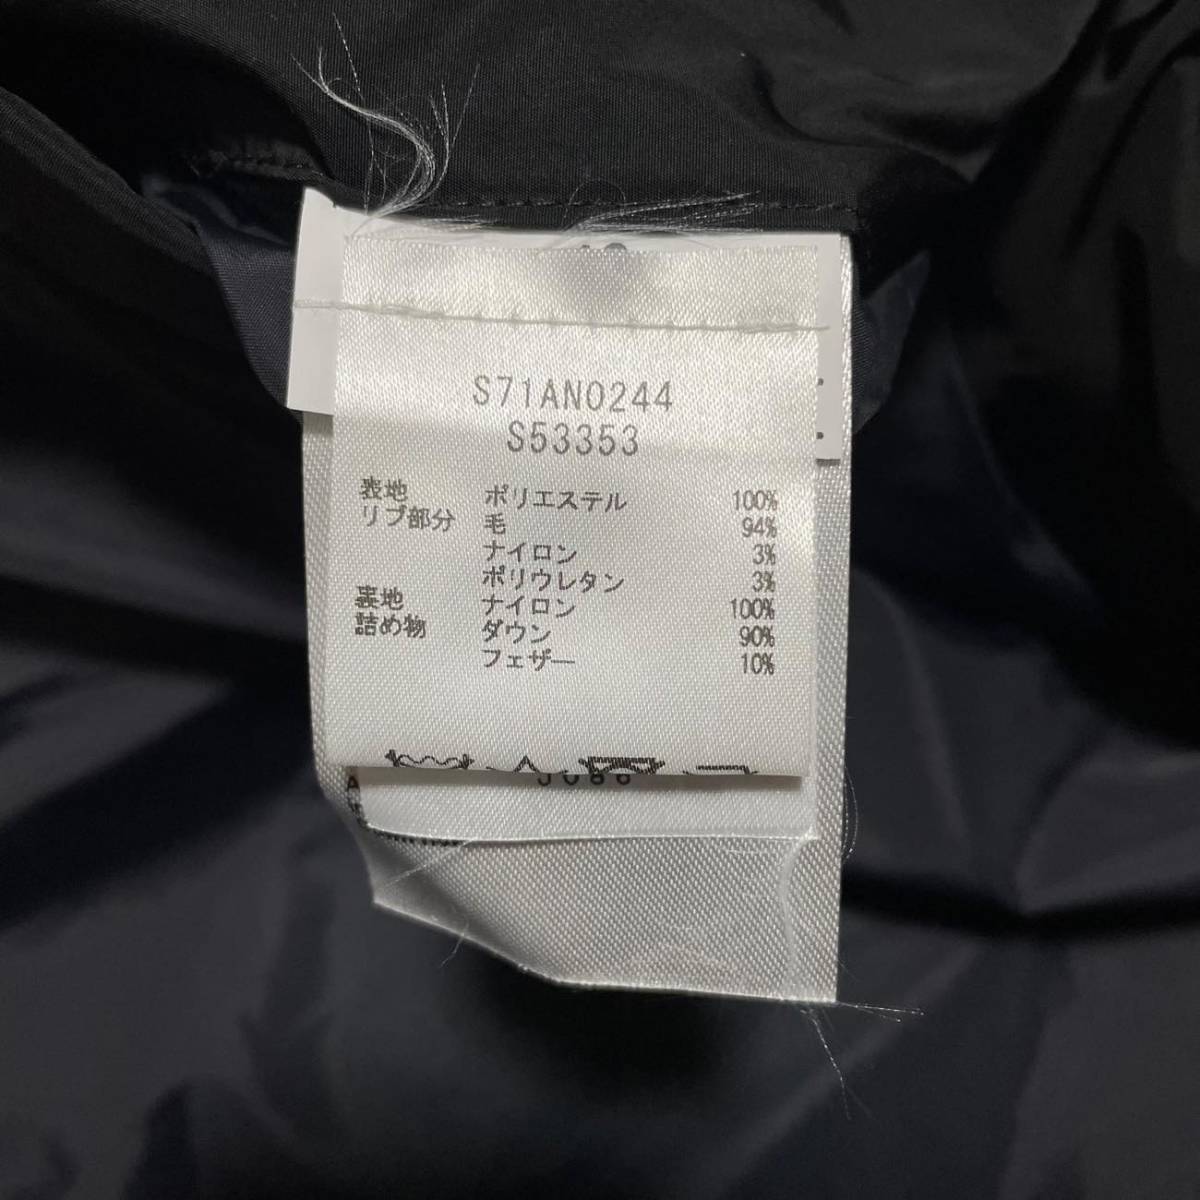 S71AN0244
S53353
表地 ポリエステル 100%
リブ部分 毛 94%
ナイロン 3%
ポリウレタン 3%
裏地 ナイロン 100%
詰め物 ダウン 90%
フェザー 10%